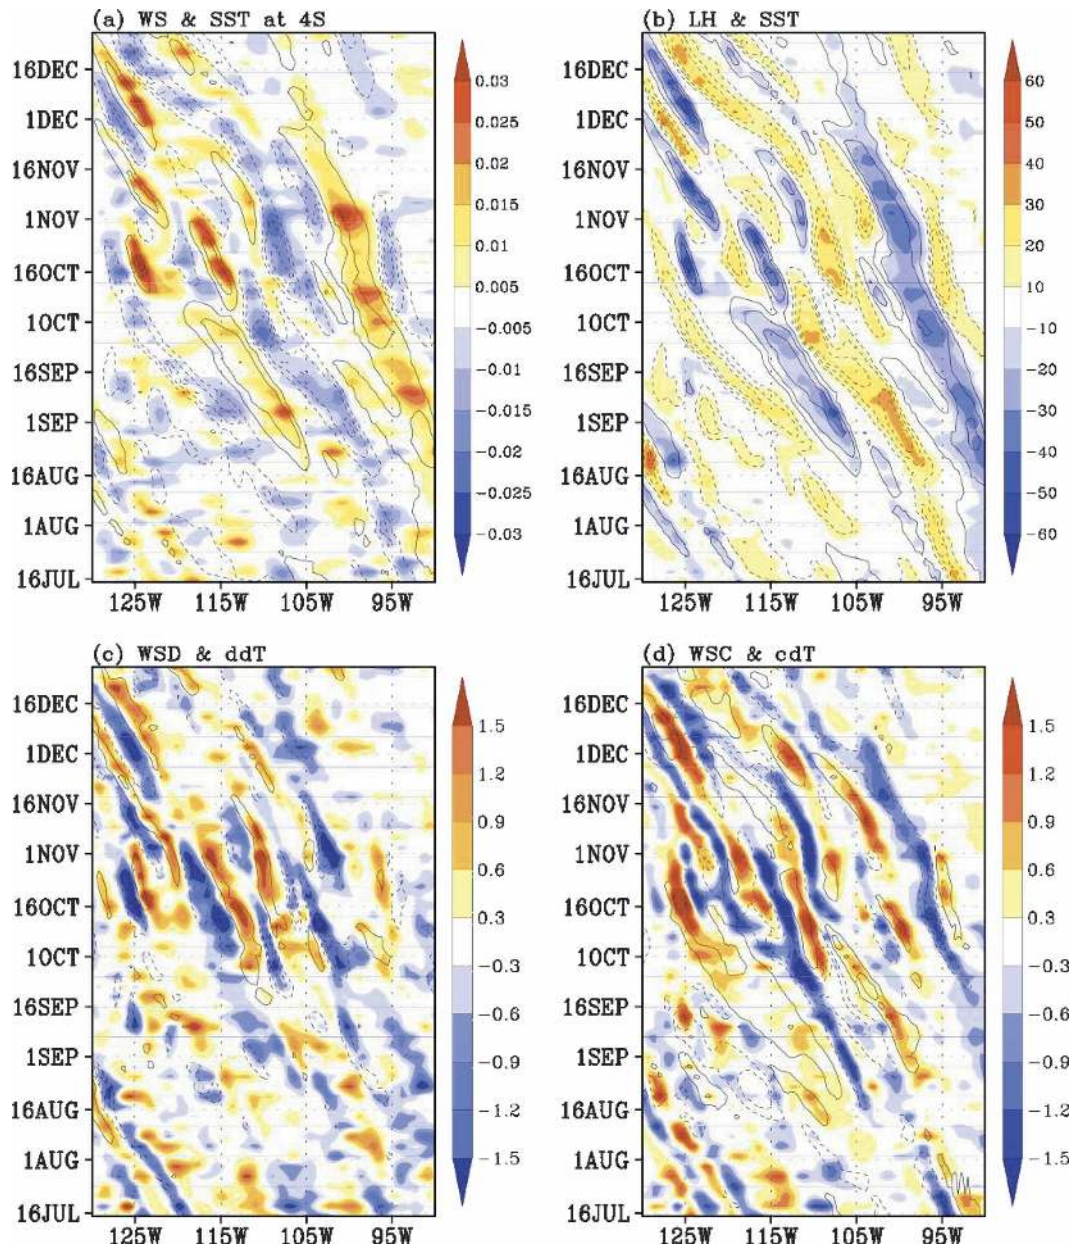 (a) WS & SST at 4S
16DEC
1DEC
16NOV
1NOV
16OCT
1OCT
16SEP
1SEP
16AUG
1AUG
16JUL
125W 115W 105W 95W
0.03
0.025
0.02
0.015
0.01
0.005
-0.005
-0.01
-0.015
-0.02
-0.025
-0.03
(b) LH & SST
16DEC
1DEC
16NOV
1NOV
16OCT
1OCT
16SEP
1SEP
16AUG
1AUG
16JUL
125W 115W 105W 95W
60
50
40
30
20
10
-10
-20
-30
-40
-50
-60
(c) WSD & ddT
16DEC
1DEC
16NOV
1NOV
16OCT
1OCT
16SEP
1SEP
16AUG
1AUG
16JUL
125W 115W 105W 95W
1.5
1.2
0.9
0.6
0.3
-0.3
-0.6
-0.9
-1.2
-1.5
(d) WSC & cdT
16DEC
1DEC
16NOV
1NOV
16OCT
1OCT
16SEP
1SEP
16AUG
1AUG
16JUL
125W 115W 105W 95W
1.5
1.2
0.9
0.6
0.3
-0.3
-0.6
-0.9
-1.2
-1.5